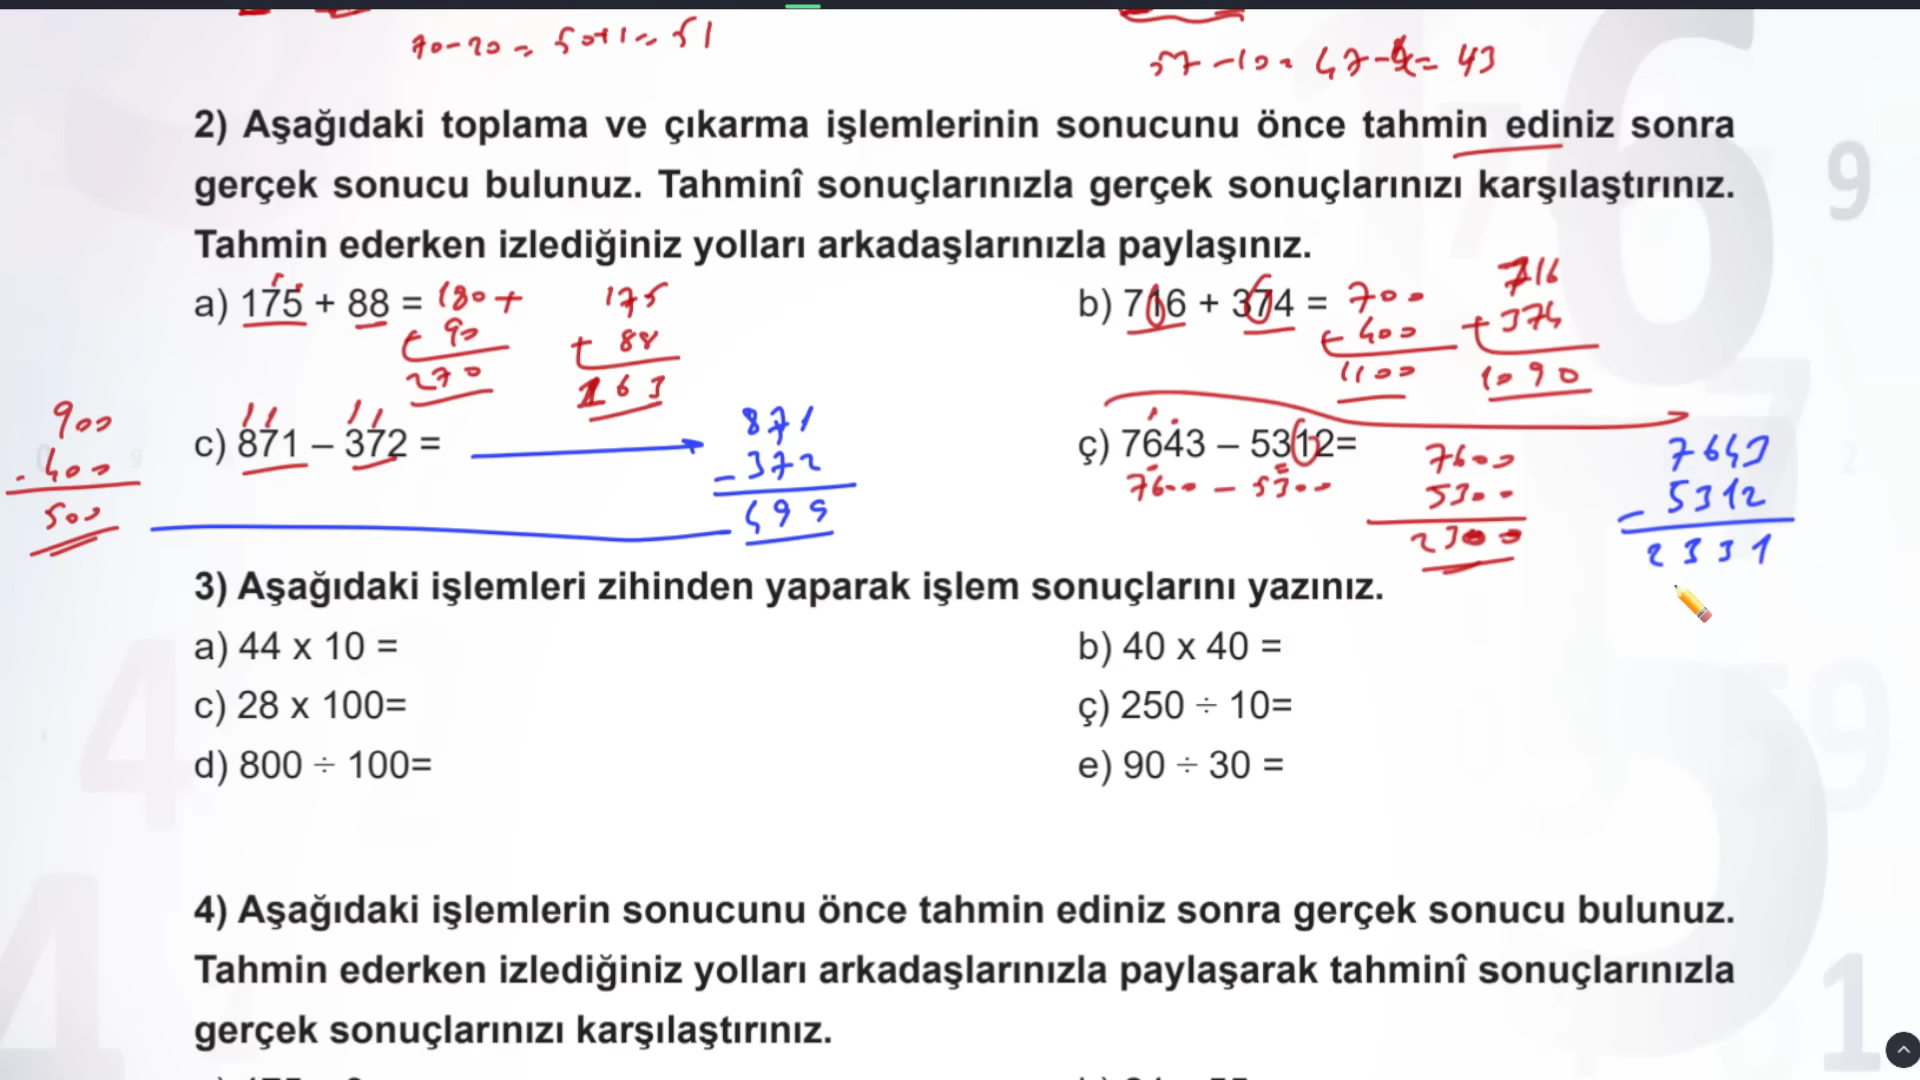 70-20= 50+1= 51
57-10= 47-4= 43
2) Aşağıdaki toplama ve çıkarma işlemlerinin sonucunu önce tahmin ediniz sonra
gerçek sonucu bulunuz. Tahminî sonuçlarınızla gerçek sonuçlarınızı karşılaştırınız.
Tahmin ederken izlediğiniz yolları arkadaşlarınızla paylaşınız.
a) 175 + 88 = 180 +
90
270
175
+ 88
263
b) 716 + 374 = 700
+ 400
1100
716
+ 374
1090
900
- 400
500
c) 871 – 372 =
871
- 372
499
ç) 7643 – 5312=
7600 - 5300
7600
5300
2300
7643
- 5312
2331
3) Aşağıdaki işlemleri zihinden yaparak işlem sonuçlarını yazınız.
a) 44 x 10 =
b) 40 x 40 =
c) 28 x 100=
ç) 250 ÷ 10=
d) 800 ÷ 100=
e) 90 ÷ 30 =
4) Aşağıdaki işlemlerin sonucunu önce tahmin ediniz sonra gerçek sonucu bulunuz.
Tahmin ederken izlediğiniz yolları arkadaşlarınızla paylaşarak tahminî sonuçlarınızla
gerçek sonuçlarınızı karşılaştırınız.